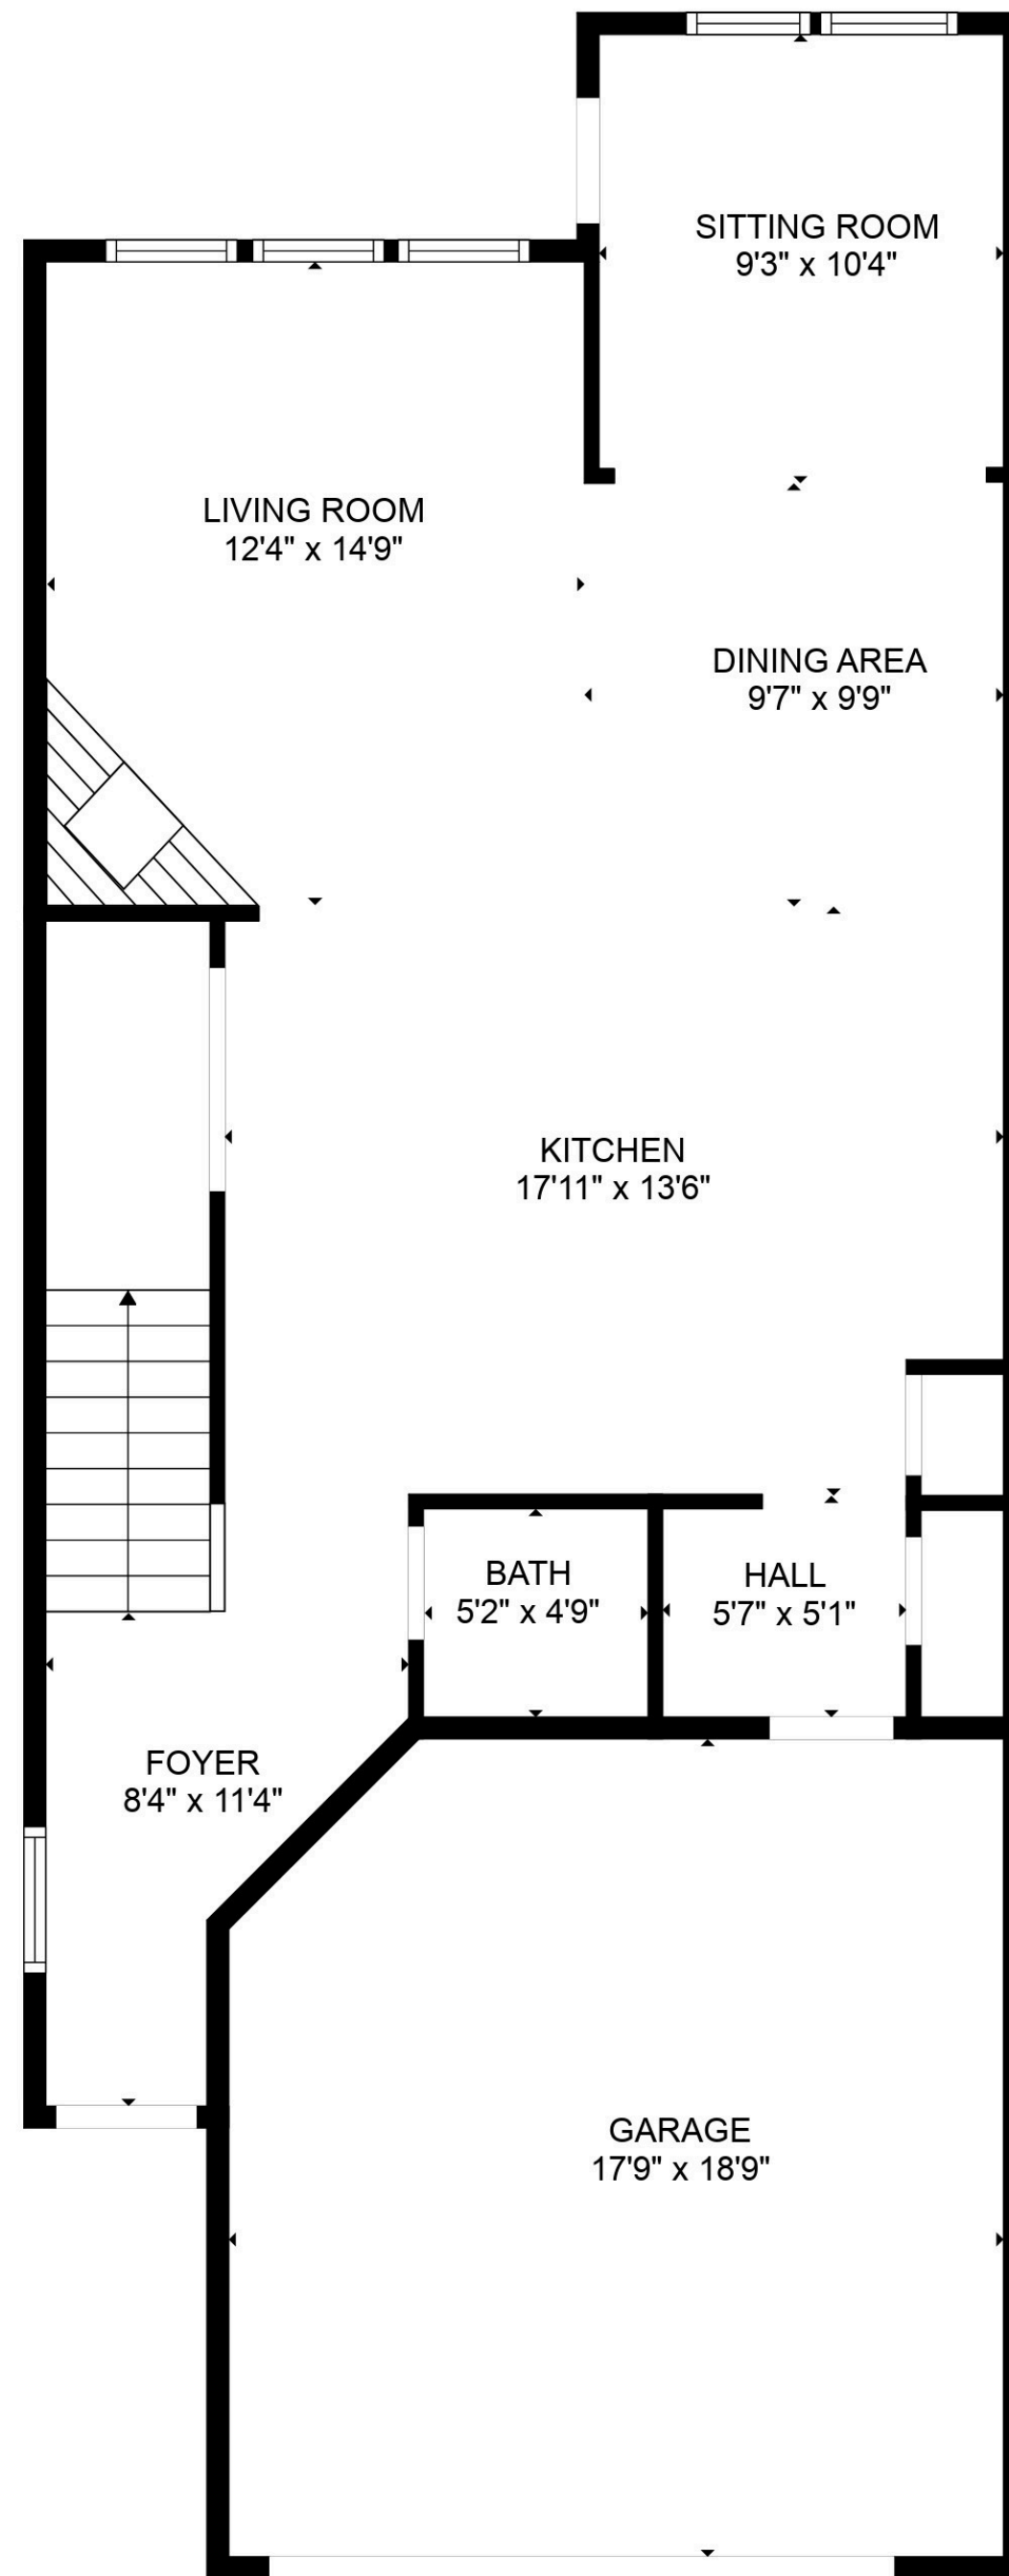 SITTING ROOM
9'3" x 10'4"
LIVING ROOM
12'4" x 14'9"
DINING AREA
9'7" x 9'9"
KITCHEN
17'11" x 13'6"
BATH
5'2" x 4'9"
HALL
5'7" x 5'1"
FOYER
8'4" x 11'4"
GARAGE
17'9" x 18'9"